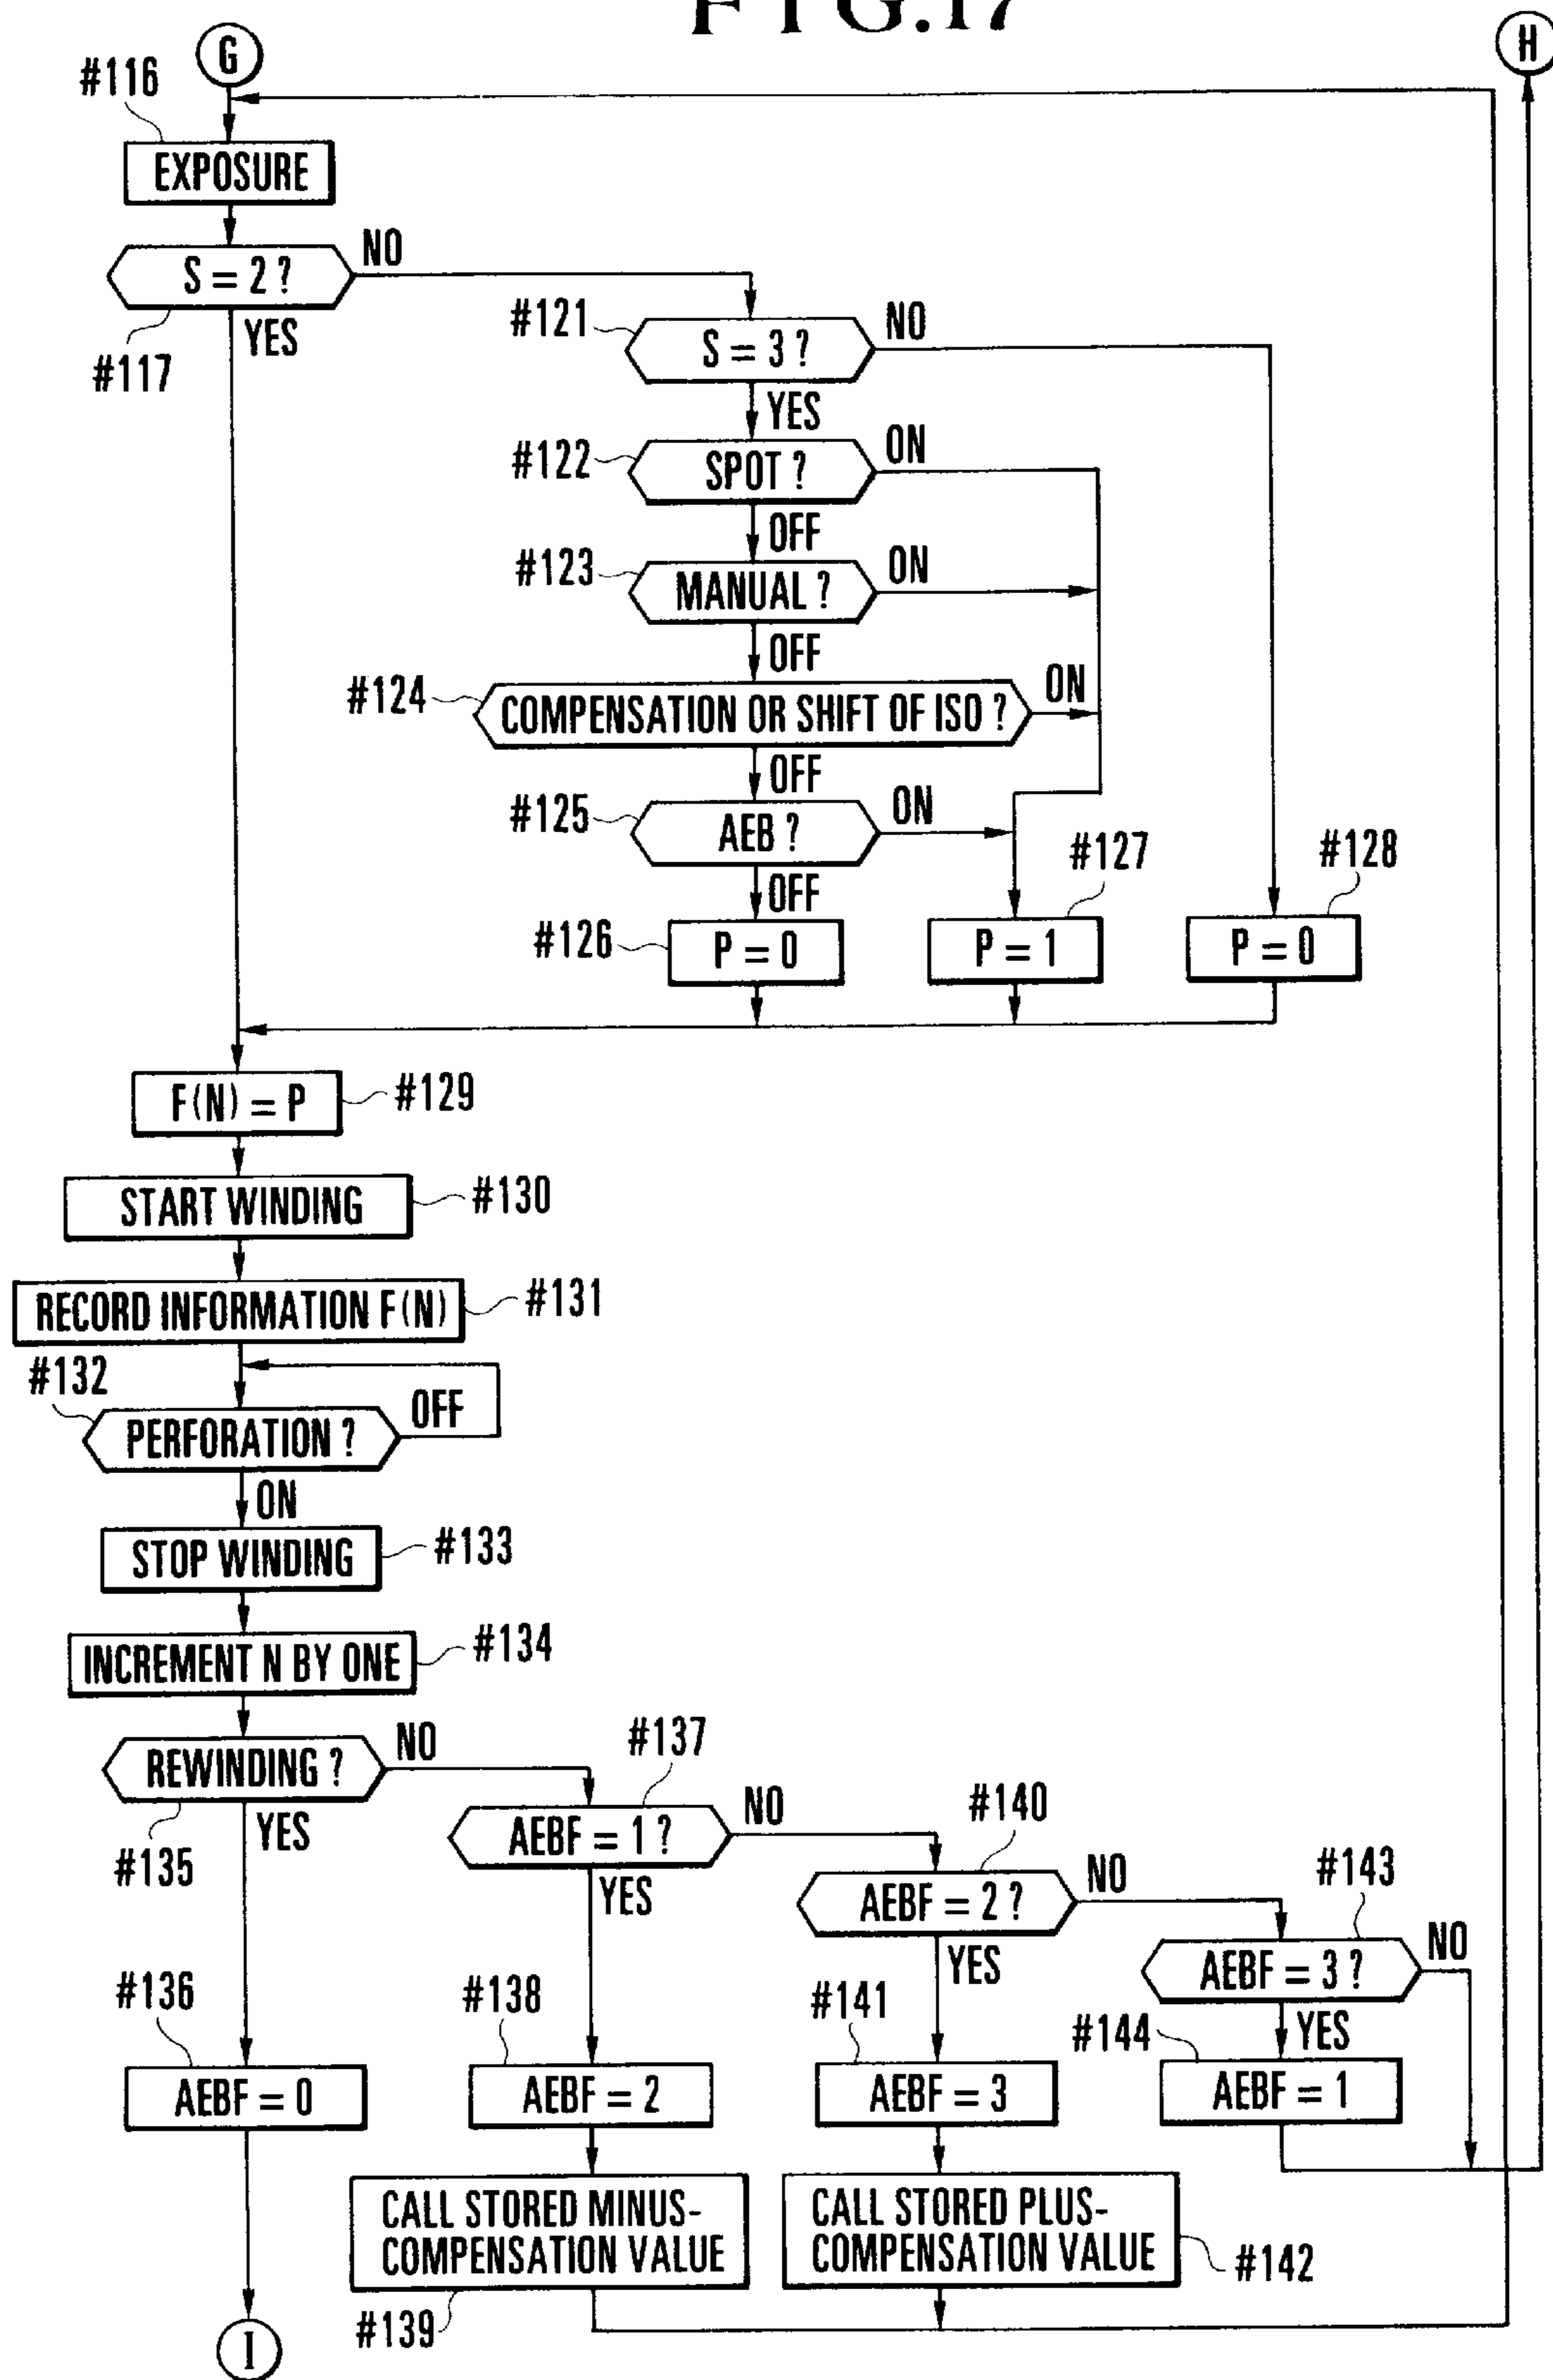 FIG.17
G
H
#116
EXPOSURE
S = 2 ?
NO
YES
#117
#121
S = 3 ?
NO
YES
#122
SPOT ?
ON
OFF
#123
MANUAL ?
ON
OFF
#124
COMPENSATION OR SHIFT OF ISO ?
ON
OFF
#125
AEB ?
ON
OFF
#126
P = 0
#127
P = 1
#128
P = 0
F(N) = P
#129
START WINDING
#130
RECORD INFORMATION F(N)
#131
#132
PERFORATION ?
OFF
ON
STOP WINDING
#133
INCREMENT N BY ONE
#134
REWINDING ?
NO
YES
#135
#137
AEBF = 1 ?
NO
YES
#140
AEBF = 2 ?
NO
YES
#143
AEBF = 3 ?
NO
YES
#136
AEBF = 0
#138
AEBF = 2
#141
AEBF = 3
#144
AEBF = 1
CALL STORED MINUS-
COMPENSATION VALUE
#139
CALL STORED PLUS-
COMPENSATION VALUE
#142
I